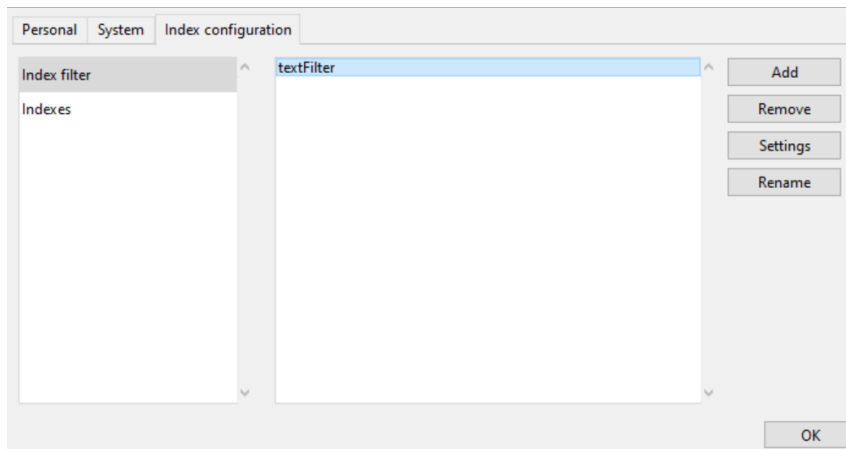 Personal System Index configuration
Index filter
Indexes
textFilter
Add
Remove
Settings
Rename
OK